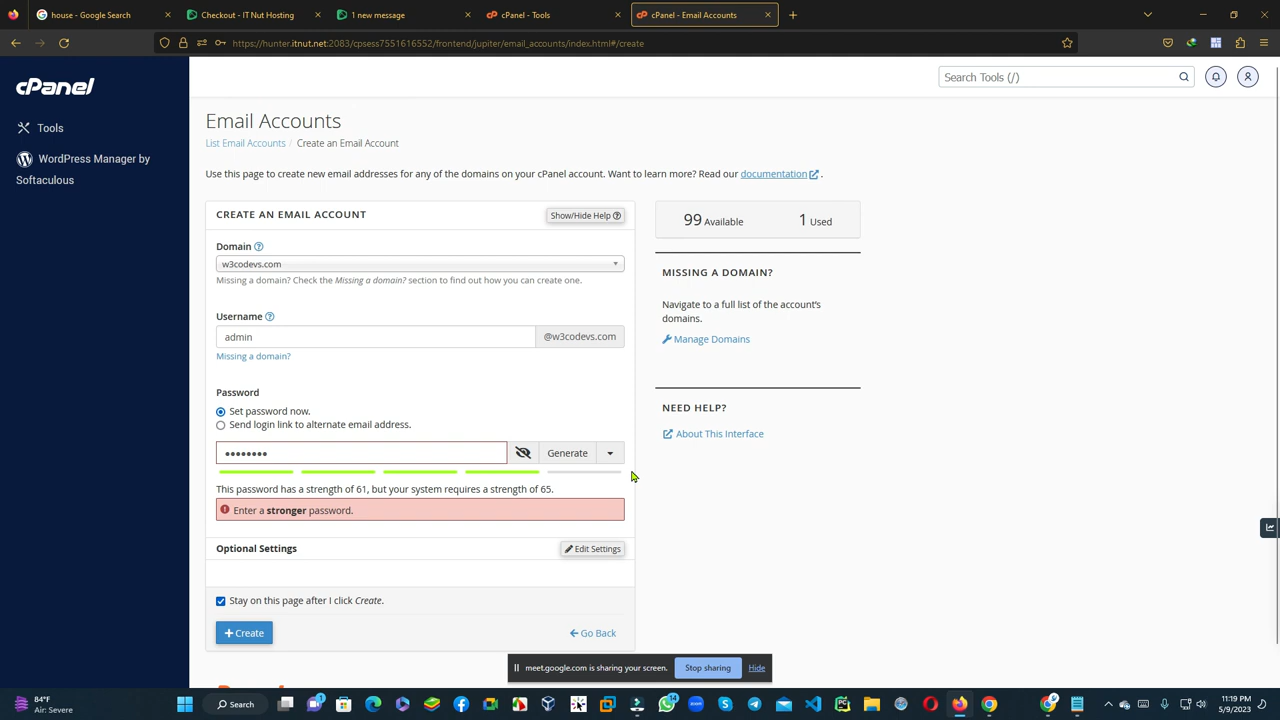 house - Google Search
Checkout - IT Nut Hosting
1 new message
cPanel - Tools
cPanel - Email Accounts
https://hunter.itnut.net:2083/cpsess7551616552/frontend/jupiter/email_accounts/index.html#/create
cPanel
Search Tools (/)
Tools
WordPress Manager by
Softaculous
Email Accounts
List Email Accounts / Create an Email Account
Use this page to create new email addresses for any of the domains on your cPanel account. Want to learn more? Read our documentation .
CREATE AN EMAIL ACCOUNT
Show/Hide Help
99 Available 1 Used
Domain
w3codevs.com
Missing a domain? Check the Missing a domain? section to find out how you can create one.
MISSING A DOMAIN?
Navigate to a full list of the account's
domains.
Manage Domains
Username
admin @w3codevs.com
Missing a domain?
Password
Set password now.
Send login link to alternate email address.
NEED HELP?
About This Interface
•••••••• Generate
This password has a strength of 61, but your system requires a strength of 65.
Enter a stronger password.
Optional Settings
Edit Settings
Stay on this page after I click Create.
+ Create
Go Back
meet.google.com is sharing your screen.
Stop sharing
Hide
84°F
Air: Severe
Search
1
14
zoom
PC
11:19 PM
5/9/2023